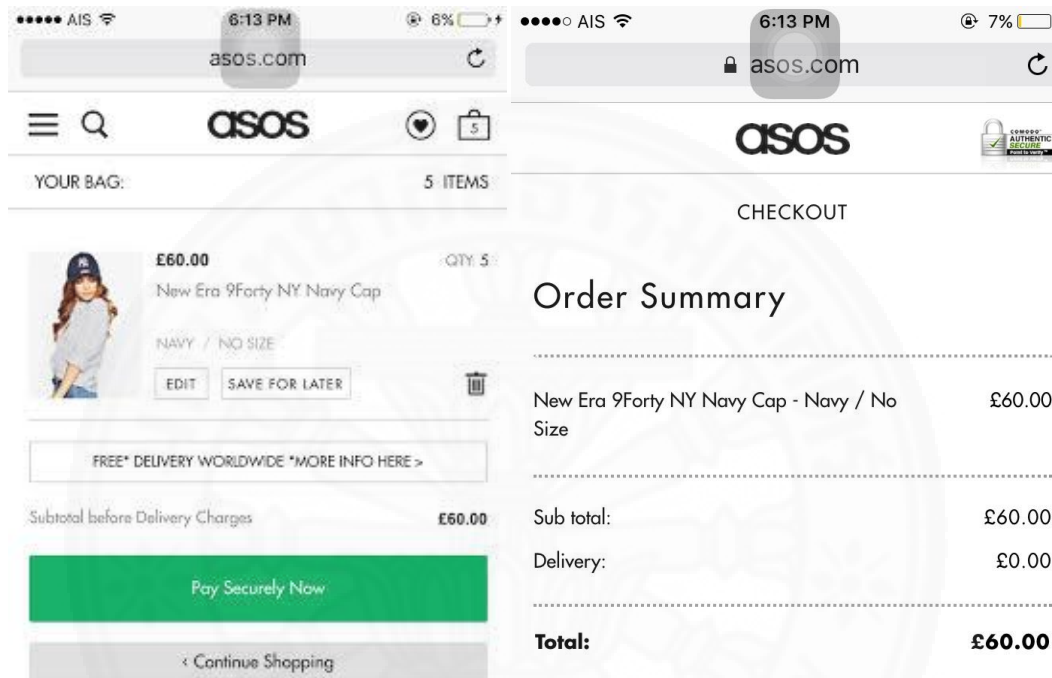 AIS 6:13 PM 6%
asos.com
asos
5
YOUR BAG: 5 ITEMS
£60.00 QTY: 5
New Era 9Forty NY Navy Cap
NAVY / NO SIZE
EDIT SAVE FOR LATER
FREE* DELIVERY WORLDWIDE *MORE INFO HERE >
Subtotal before Delivery Charges £60.00
Pay Securely Now
‹ Continue Shopping
AIS 6:13 PM 7%
asos.com
asos
COMODO
AUTHENTIC
SECURE
Point to Verify
CHECKOUT
Order Summary
New Era 9Forty NY Navy Cap - Navy / No £60.00
Size
Sub total: £60.00
Delivery: £0.00
Total: £60.00